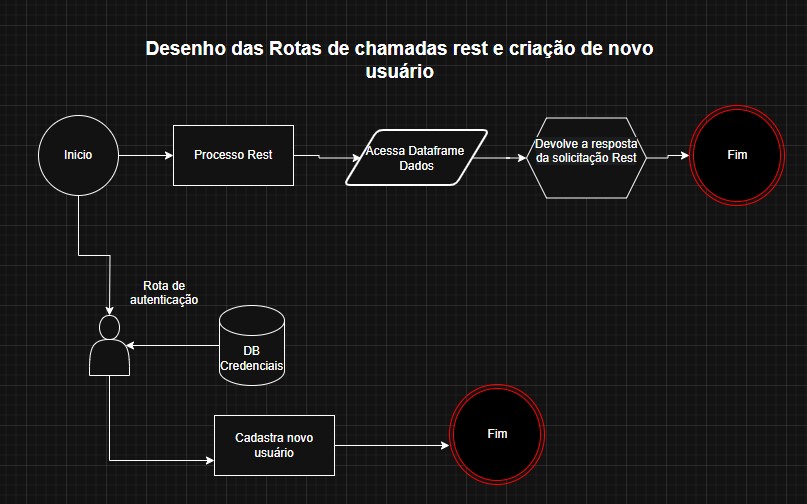 Desenho das Rotas de chamadas rest e criação de novo
usuário
Inicio
Processo Rest
Acessa Dataframe
Dados
Devolve a resposta
da solicitação Rest
Fim
Rota de
autenticação
DB
Credenciais
Cadastra novo
usuário
Fim